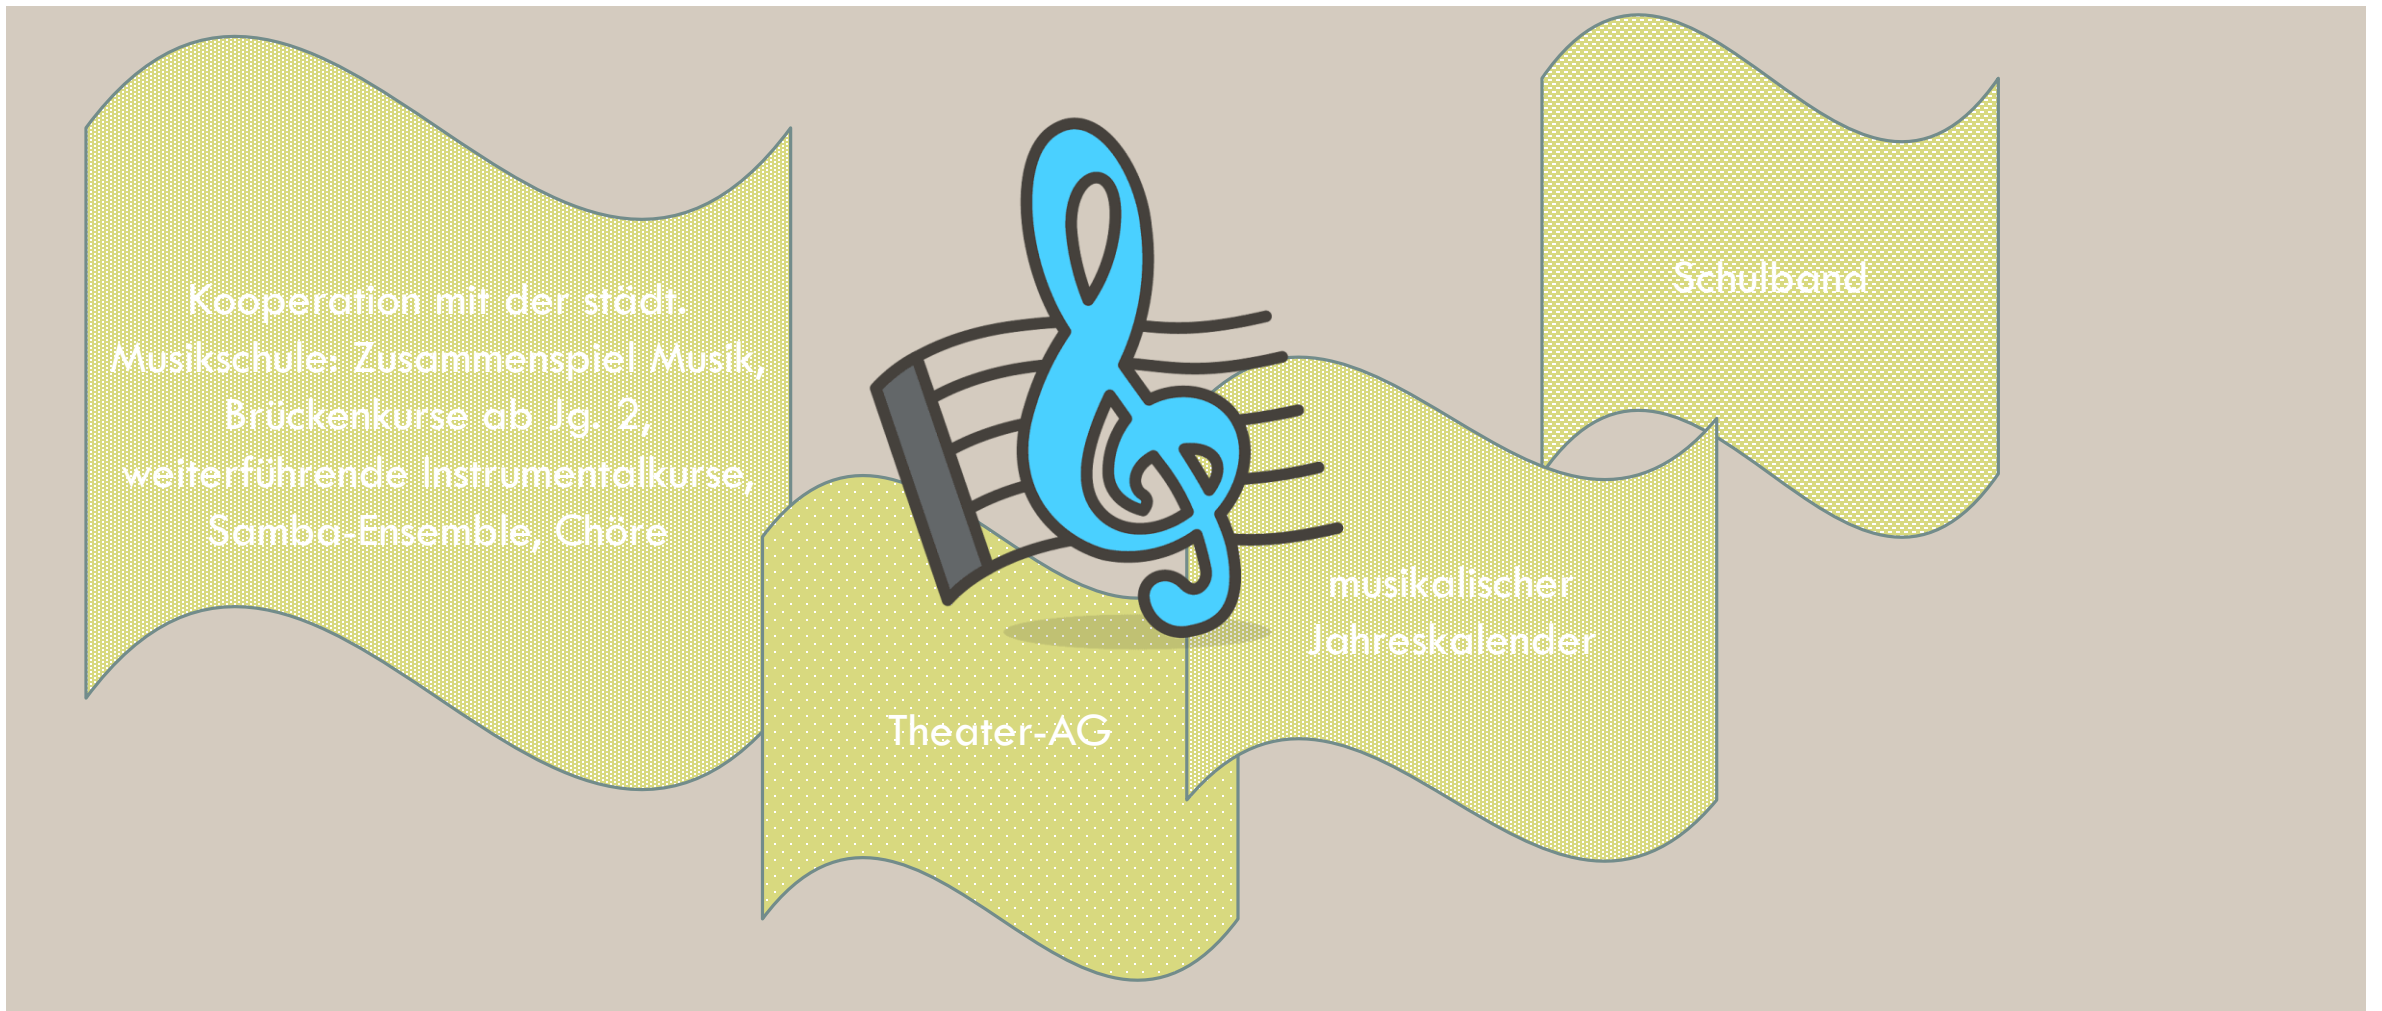 Kooperation mit der städt.
Musikschule: Zusammenspiel Musik,
Brückenkurse ab Jg. 2,
weiterführende Instrumentalkurse,
Samba-Ensemble, Chöre
Theater-AG
musikalischer
Jahreskalender
Schulband